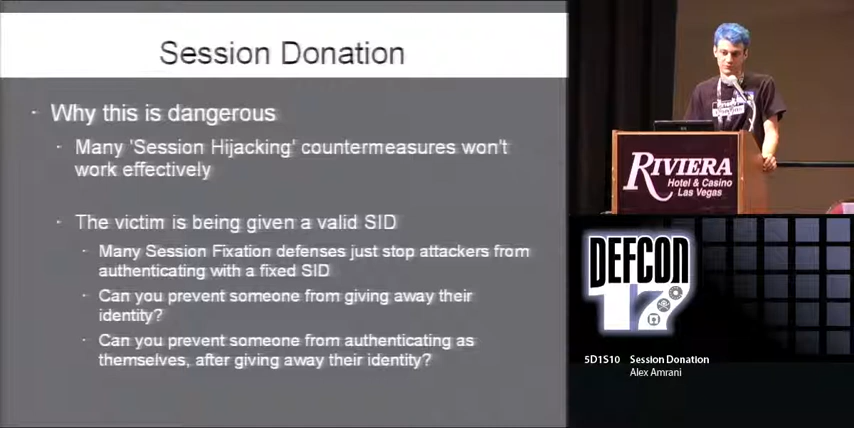 Session Donation
Why this is dangerous
Many 'Session Hijacking' countermeasures won't
work effectively
The victim is being given a valid SID
Many Session Fixation defenses just stop attackers from
authenticating with a fixed SID
Can you prevent someone from giving away their
identity?
Can you prevent someone from authenticating as
themselves, after giving away their identity?
RIVIERA
Hotel & Casino
Las Vegas
DEFCON
17
5D1S10 Session Donation
Alex Amrani